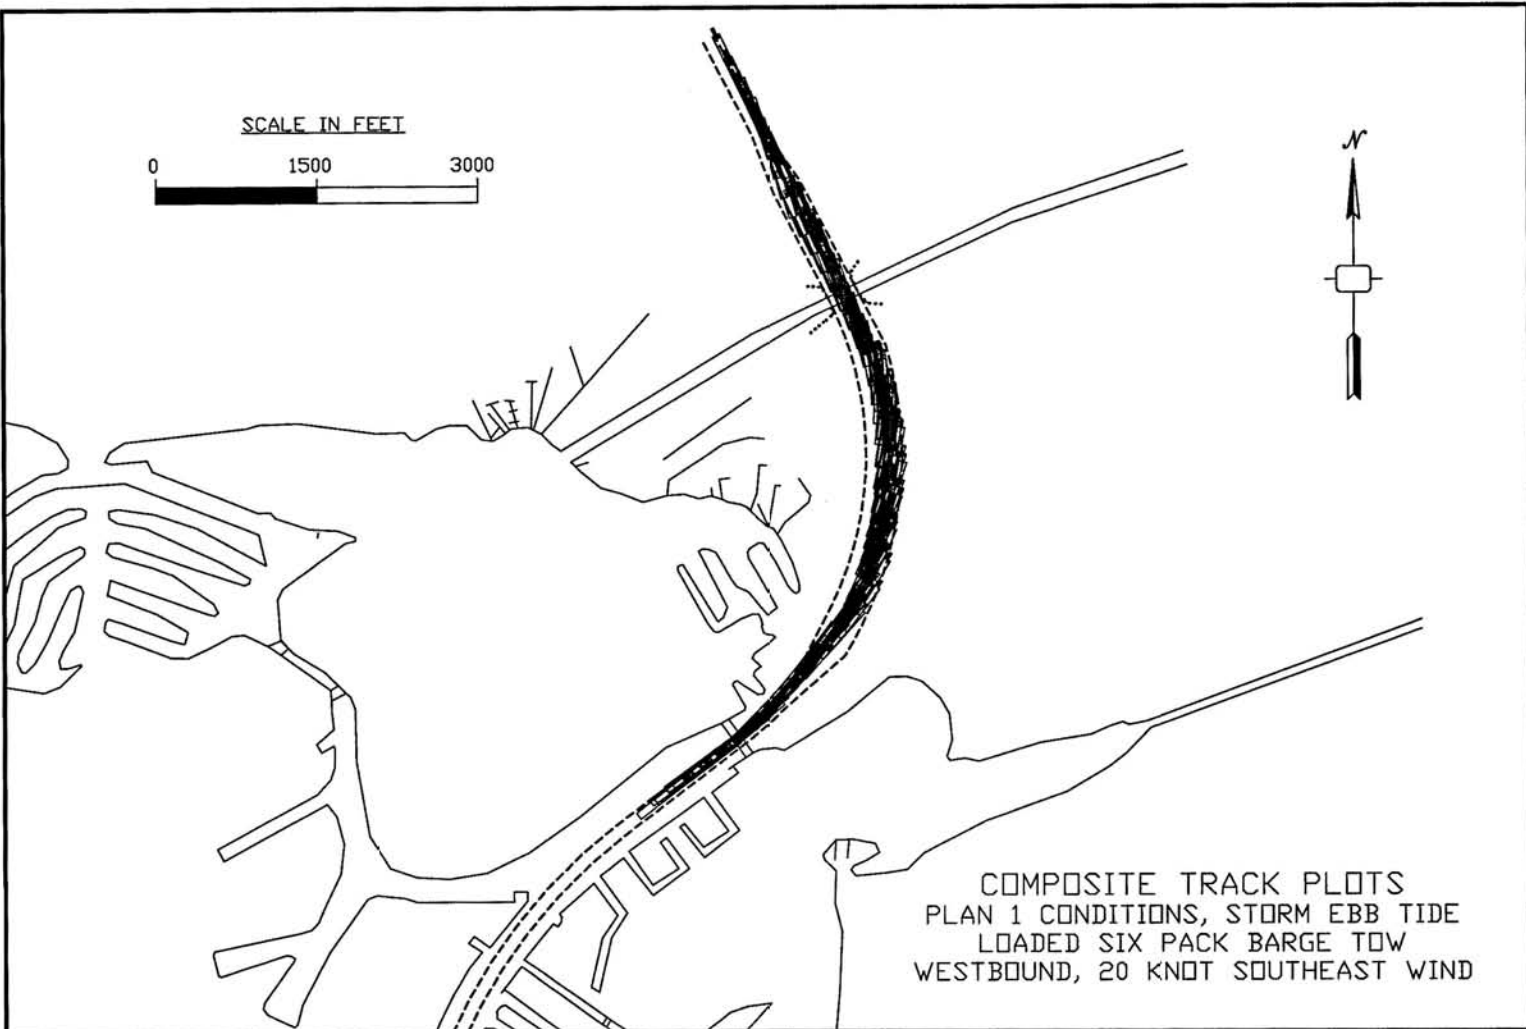 SCALE IN FEET
0 1500 3000
N
COMPOSITE TRACK PLOTS
PLAN 1 CONDITIONS, STORM EBB TIDE
LOADED SIX PACK BARGE TOW
WESTBOUND, 20 KNOT SOUTHEAST WIND